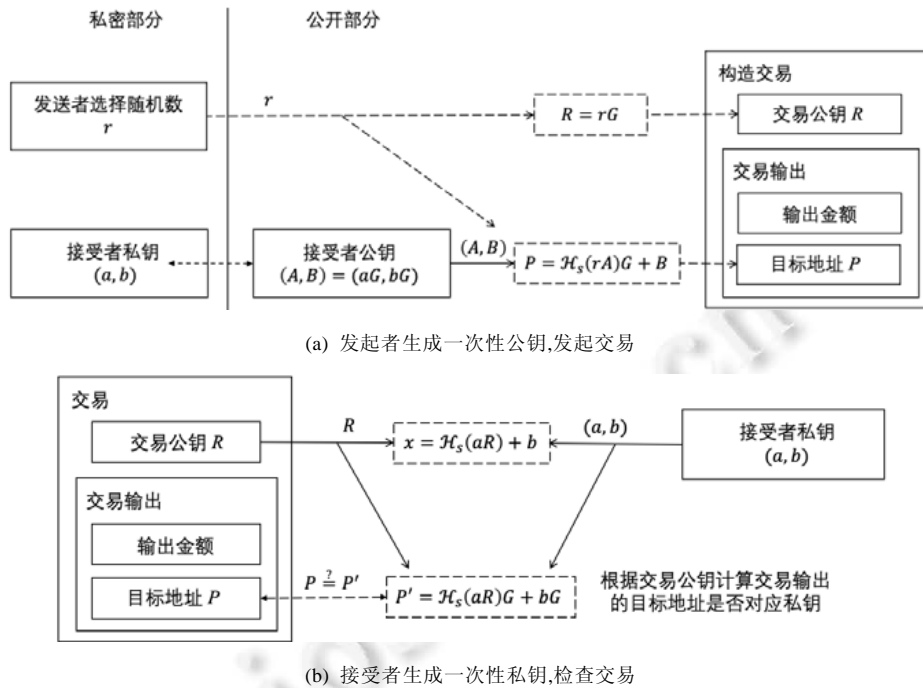 私密部分
公开部分
发送者选择随机数
r
r
R = rG
构造交易
交易公钥 R
交易输出
输出金额
目标地址 P
接受者私钥
(a, b)
接受者公钥
(A, B) = (aG, bG)
(A, B)
P = ℋₛ(rA)G + B
(a) 发起者生成一次性公钥,发起交易
交易
交易公钥 R
R
x = ℋₛ(aR) + b
(a, b)
接受者私钥
(a, b)
交易输出
输出金额
目标地址 P
P ≟ P′
P′ = ℋₛ(aR)G + bG
根据交易公钥计算交易输出
的目标地址是否对应私钥
(b) 接受者生成一次性私钥,检查交易